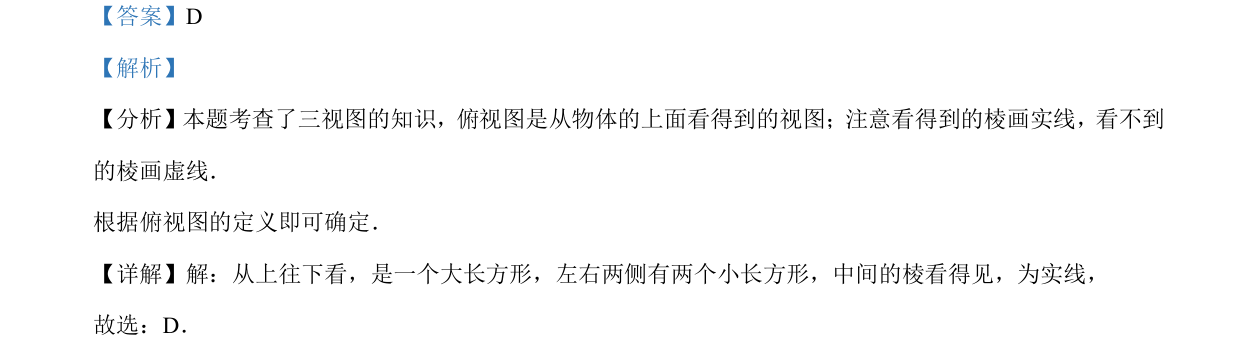 【答案】D
【解析】
【分析】本题考查了三视图的知识，俯视图是从物体的上面看得到的视图；注意看得到的棱画实线，看不到
的棱画虚线．
根据俯视图的定义即可确定．
【详解】解：从上往下看，是一个大长方形，左右两侧有两个小长方形，中间的棱看得见，为实线，
故选：D．